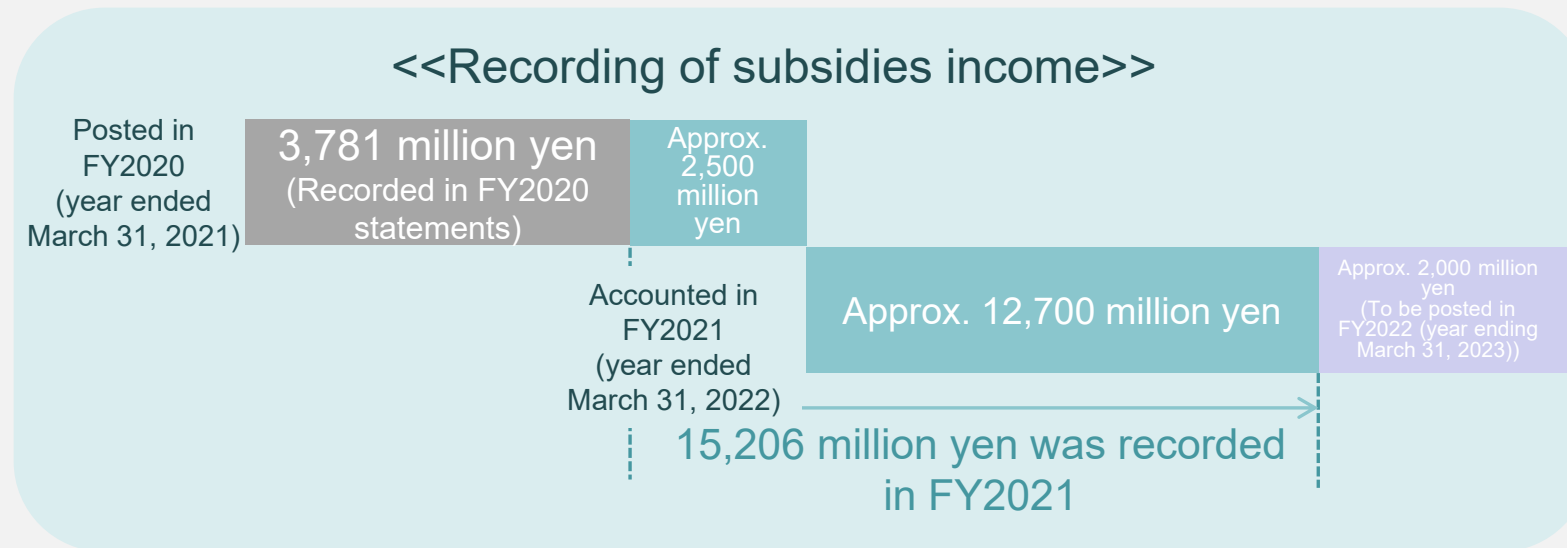 <<Recording of subsidies income>>
Posted in
FY2020
(year ended
March 31, 2021)
3,781 million yen
(Recorded in FY2020
statements)
Approx.
2,500
million
yen
Accounted in
FY2021
(year ended
March 31, 2022)
Approx. 12,700 million yen
Approx. 2,000 million
yen
(To be posted in
FY2022 (year ending
March 31, 2023))
15,206 million yen was recorded
in FY2021